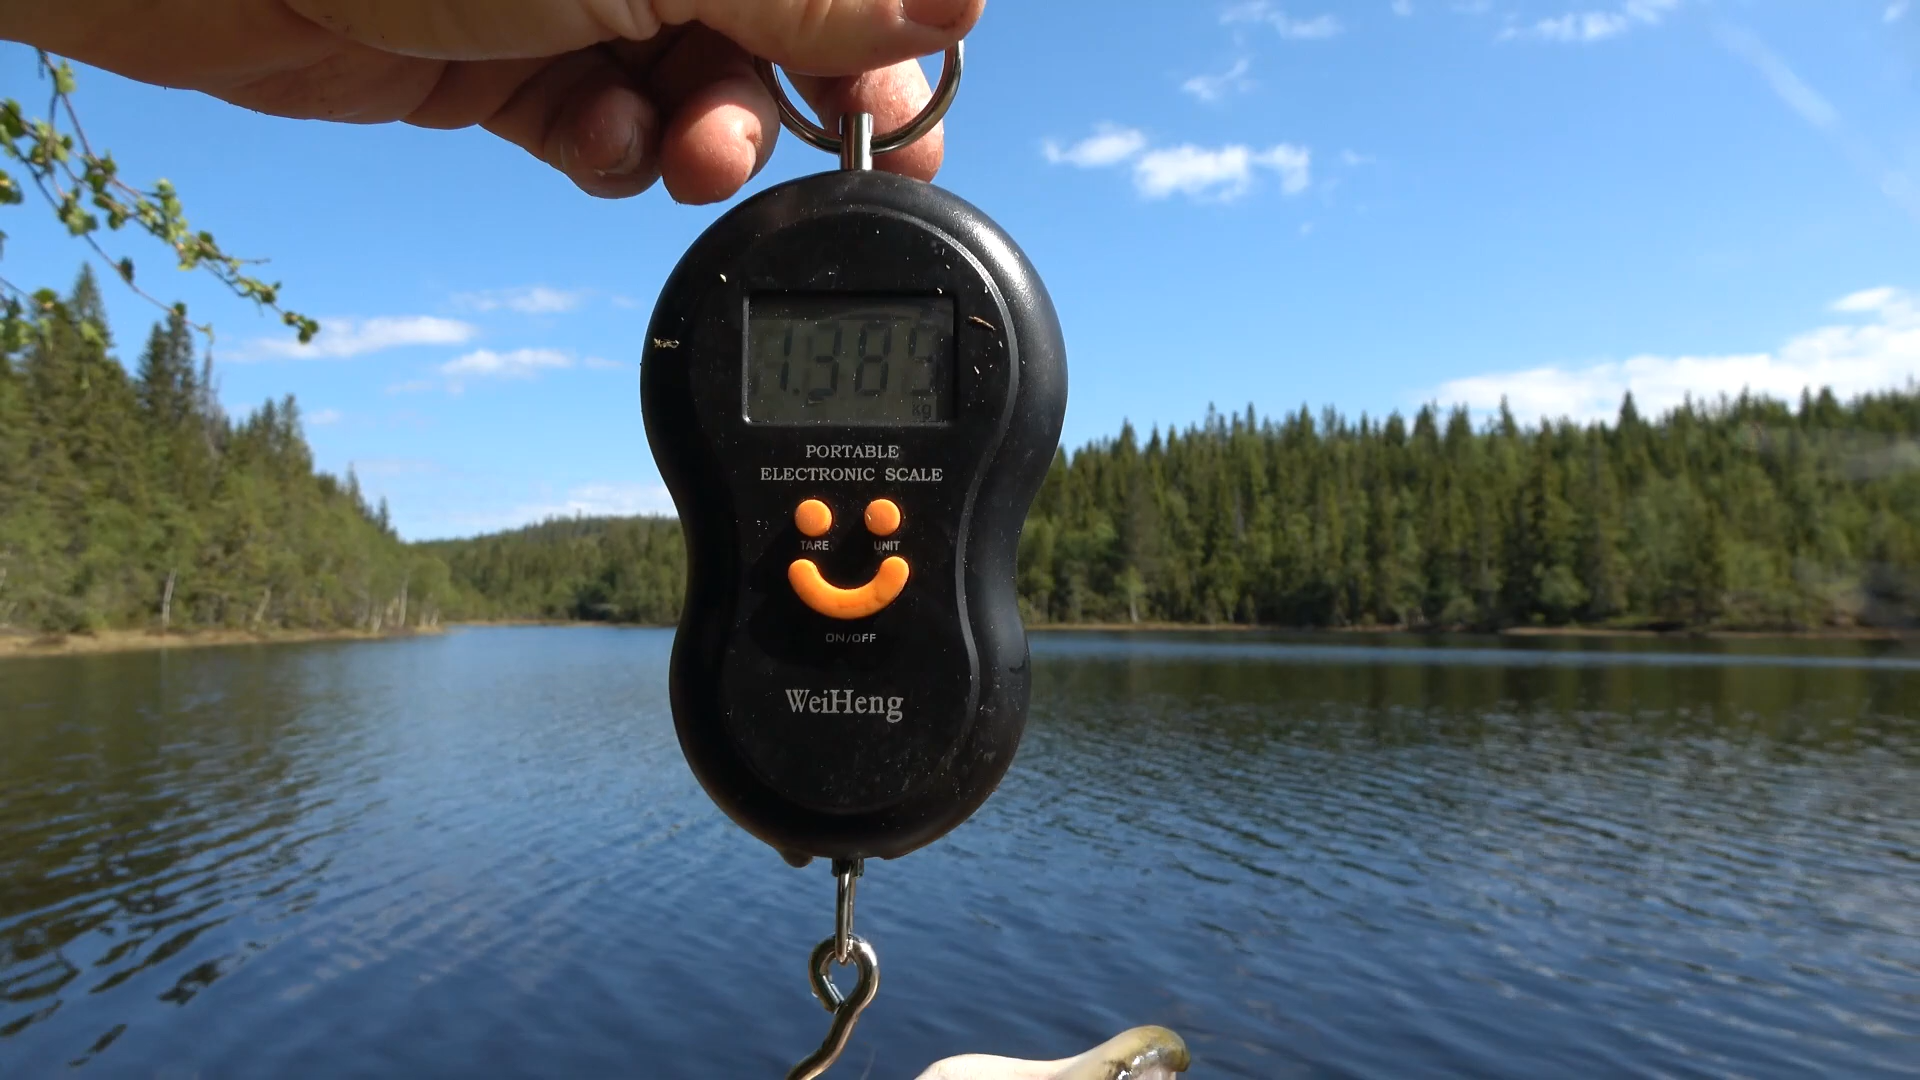 1.385
kg
PORTABLE
ELECTRONIC SCALE
TARE UNIT
ON/OFF
WeiHeng